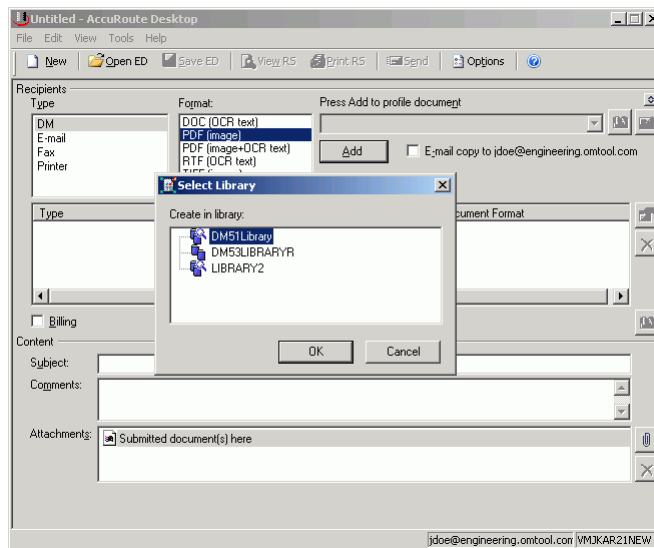 Untitled - AccuRoute Desktop
File Edit View Tools Help
New Open ED Save ED View RS Print RS Send Options
Recipients
Type Format: Press Add to profile document
DM
E-mail
Fax
Printer
DOC (OCR text)
PDF (image)
PDF (image+OCR text)
RTF (OCR text)
Add E-mail copy to jdoe@engineering.omtool.com
Select Library
Create in library:
DM51Library
DM53LIBRARYR
LIBRARY2
OK Cancel
Type cument Format
Billing
Content
Subject:
Comments:
Attachments: Submitted document(s) here
jdoe@engineering.omtool.con VMJKAR21NEW